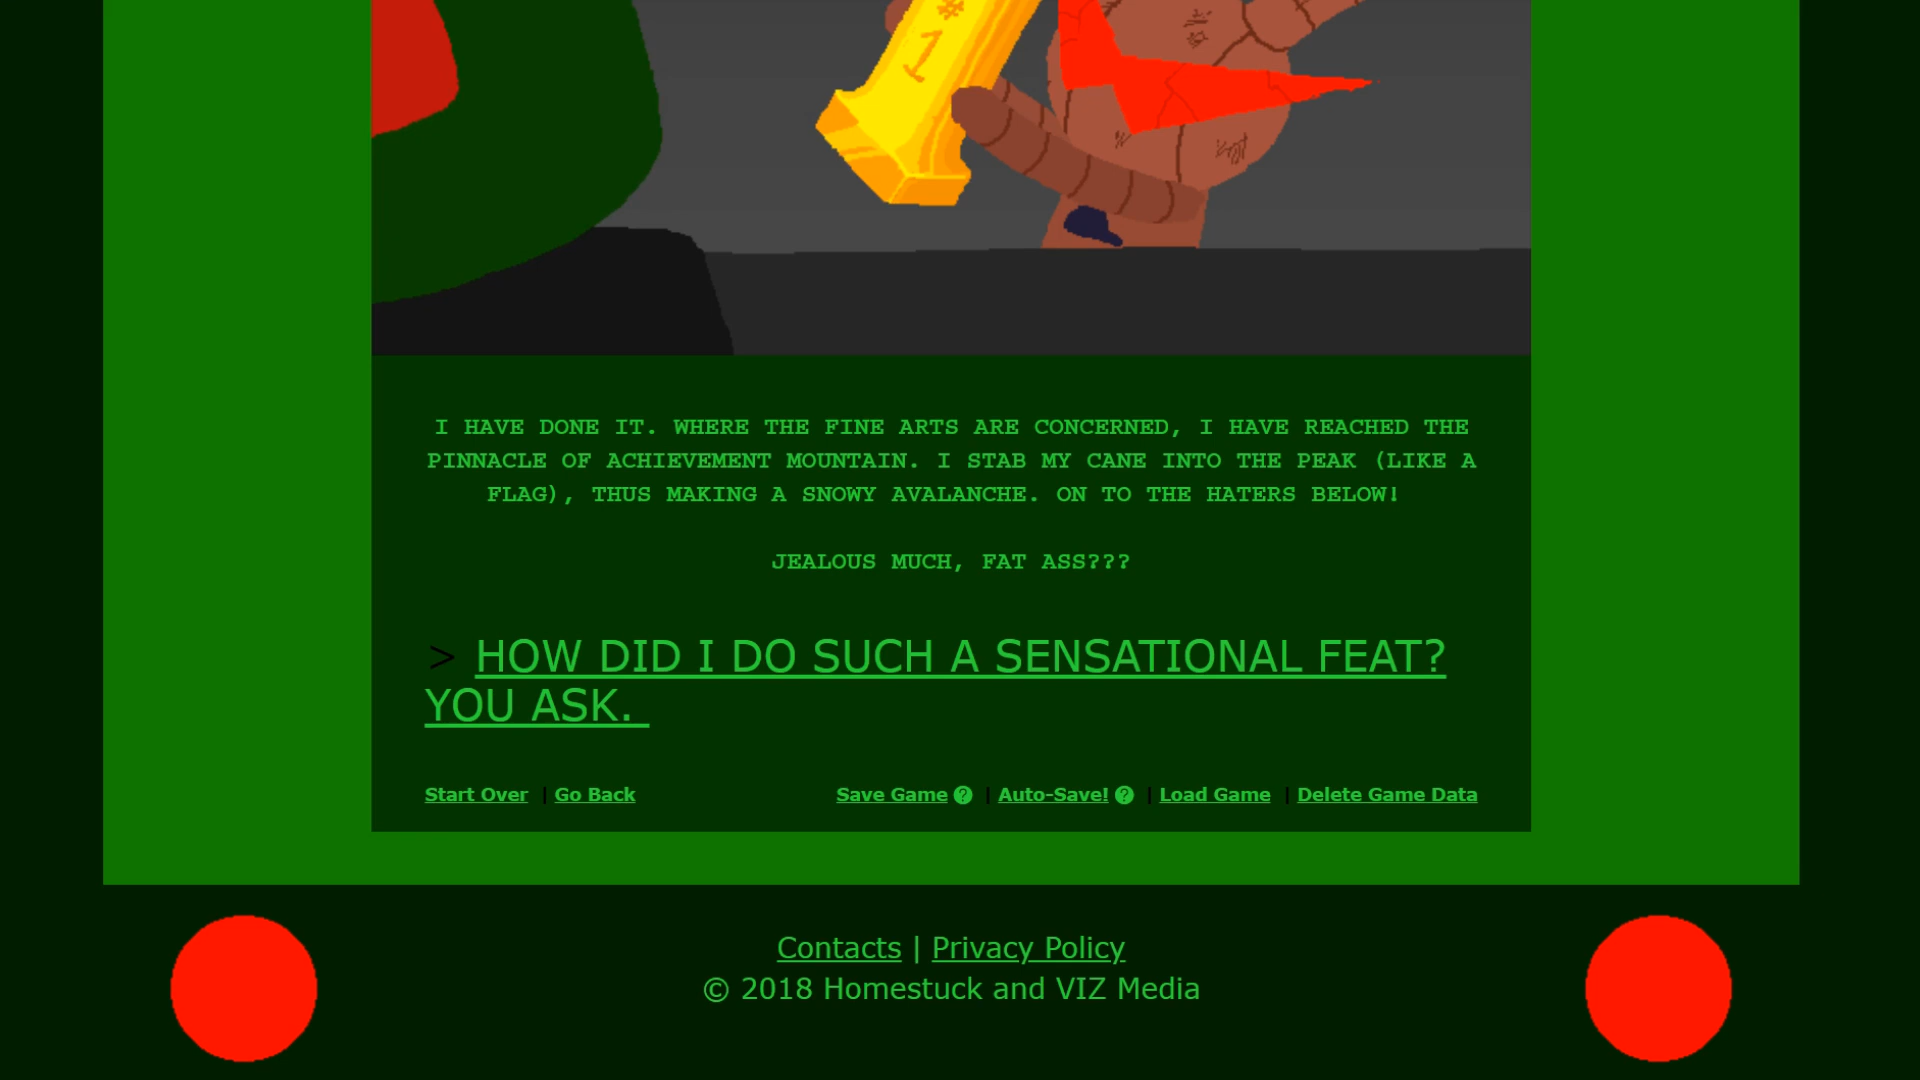 # 1
I HAVE DONE IT. WHERE THE FINE ARTS ARE CONCERNED, I HAVE REACHED THE
PINNACLE OF ACHIEVEMENT MOUNTAIN. I STAB MY CANE INTO THE PEAK (LIKE A
FLAG), THUS MAKING A SNOWY AVALANCHE. ON TO THE HATERS BELOW!
JEALOUS MUCH, FAT ASS???
> HOW DID I DO SUCH A SENSATIONAL FEAT?
YOU ASK.
Start Over | Go Back Save Game ? | Auto-Save! ? | Load Game | Delete Game Data
Contacts | Privacy Policy
© 2018 Homestuck and VIZ Media